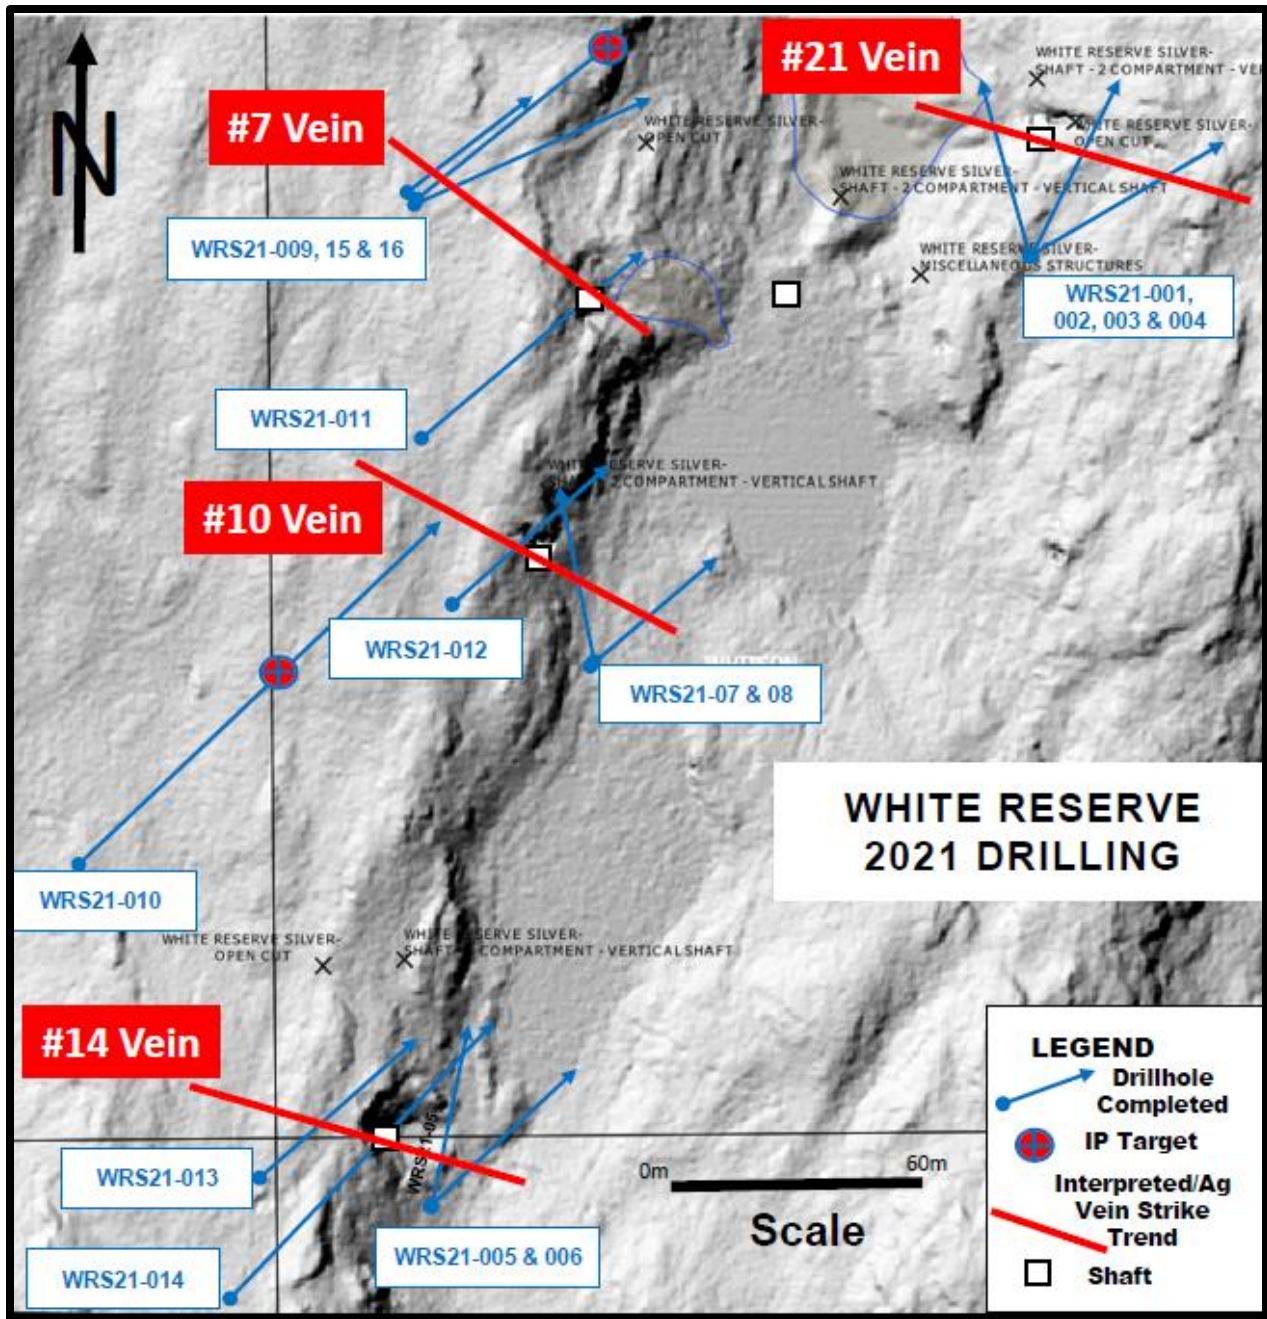 N
#7 Vein
#21 Vein
WHITE RESERVE SILVER-
SHAFT - 2 COMPARTMENT - VE
WHITE RESERVE SILVER-
OPEN CUT
WHITE RESERVE SILVER-
OPEN CUT
WHITE RESERVE SILVER-
SHAFT - 2 COMPARTMENT - VERTICAL SHAFT
WRS21-009, 15 & 16
WHITE RESERVE SILVER-
MISCELLANEOUS STRUCTURES
WRS21-001,
002, 003 & 004
WRS21-011
WHITE RESERVE SILVER-
2 COMPARTMENT - VERTICAL SHAFT
#10 Vein
WRS21-012
WRS21-07 & 08
WHITE RESERVE
2021 DRILLING
WRS21-010
WHITE RESERVE SILVER-
OPEN CUT
WHITE RESERVE SILVER-
SHAFT - COMPARTMENT - VERTICAL SHAFT
#14 Vein
WRS21-013
WRS21-014
WRS21-005 & 006
0m 60m
Scale
LEGEND
Drillhole
Completed
IP Target
Interpreted/Ag
Vein Strike
Trend
Shaft